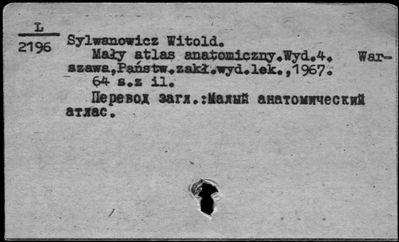 L
2196
Sylwanowicz Witold.
Mały atlas anatomiczny.Wyd.4. War-
szawa,Państw.zakł.wyd.lek.,1967.
64 s.z il.
Перевод загл.:Малый анатомический
атлас.